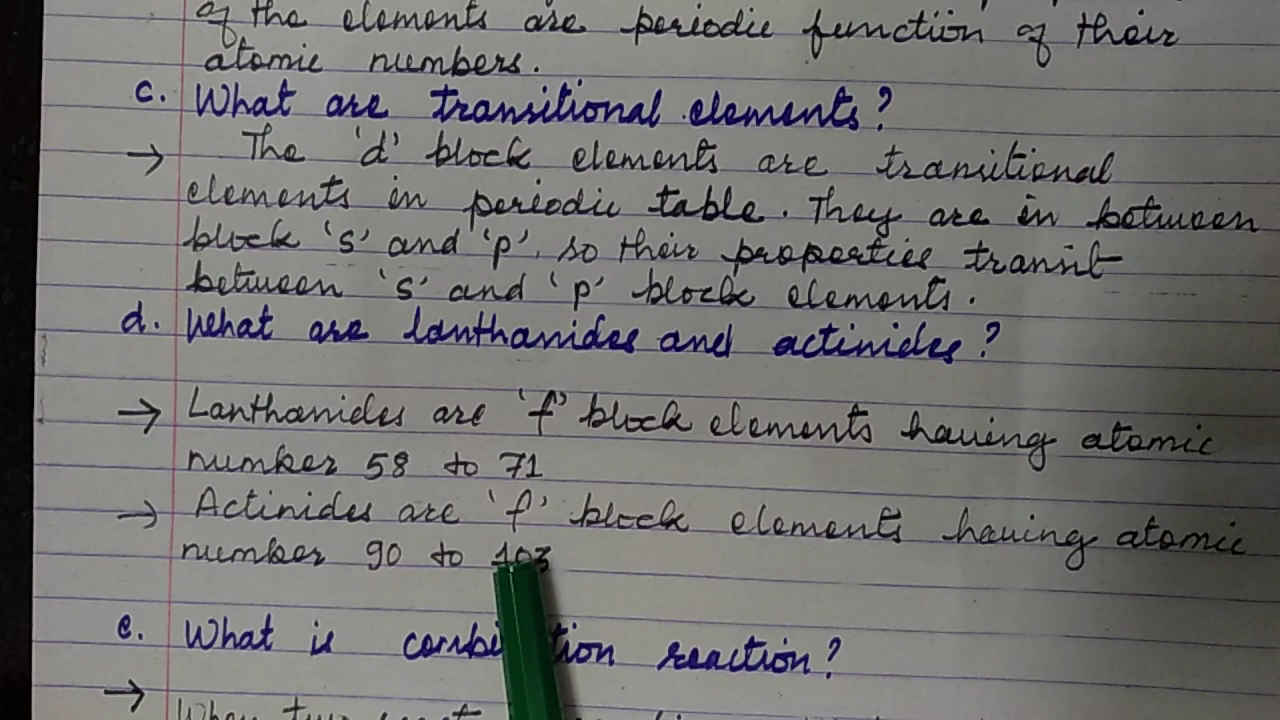 of the elements are periodic function of their
atomic numbers.
c. What are transitional elements?
→ The 'd' block elements are transitional
elements in periodic table. They are in between
block 's' and 'p', so their properties transit
between 's' and 'p' block elements.
d. What are lanthanides and actinides?
→ Lanthanides are 'f' block elements having atomic
number 58 to 71
→ Actinides are 'f' block elements having atomic
number 90 to 103
e. What is tion reaction?
→ When two